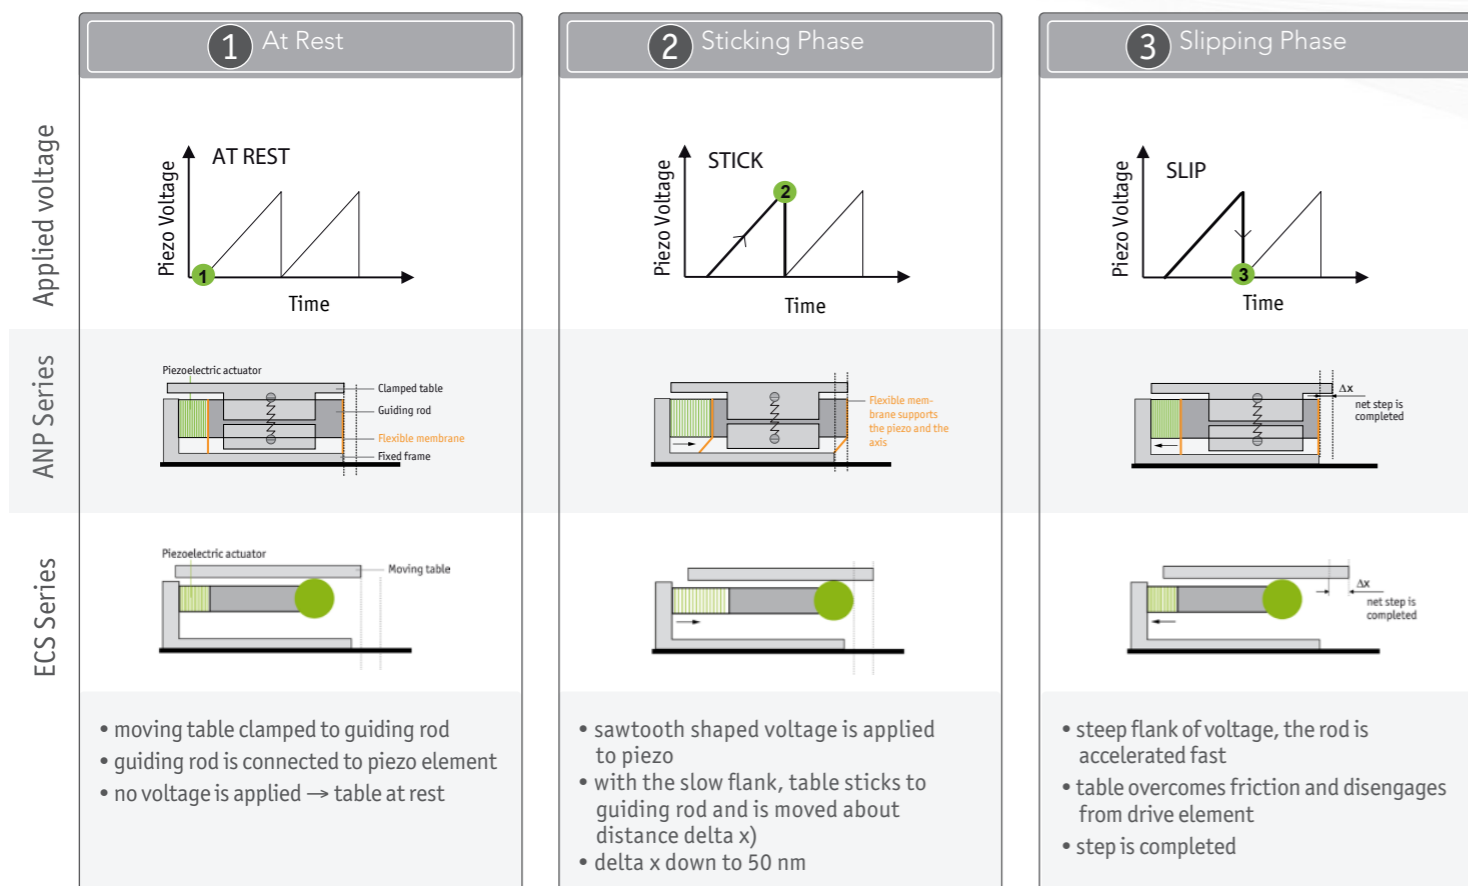 1 At Rest
2 Sticking Phase
3 Slipping Phase
Applied voltage
Piezo Voltage
AT REST
1
Time
Piezo Voltage
STICK
2
Time
Piezo Voltage
SLIP
3
Time
ANP Series
Piezoelectric actuator
Clamped table
Guiding rod
Flexible membrane
Fixed frame
Flexible mem-
brane supports
the piezo and the
axis
Δx
net step is
completed
ECS Series
Piezoelectric actuator
Moving table
Δx
net step is
completed
• moving table clamped to guiding rod
• guiding rod is connected to piezo element
• no voltage is applied → table at rest
• sawtooth shaped voltage is applied
to piezo
• with the slow flank, table sticks to
guiding rod and is moved about
distance delta x)
• delta x down to 50 nm
• steep flank of voltage, the rod is
accelerated fast
• table overcomes friction and disengages
from drive element
• step is completed